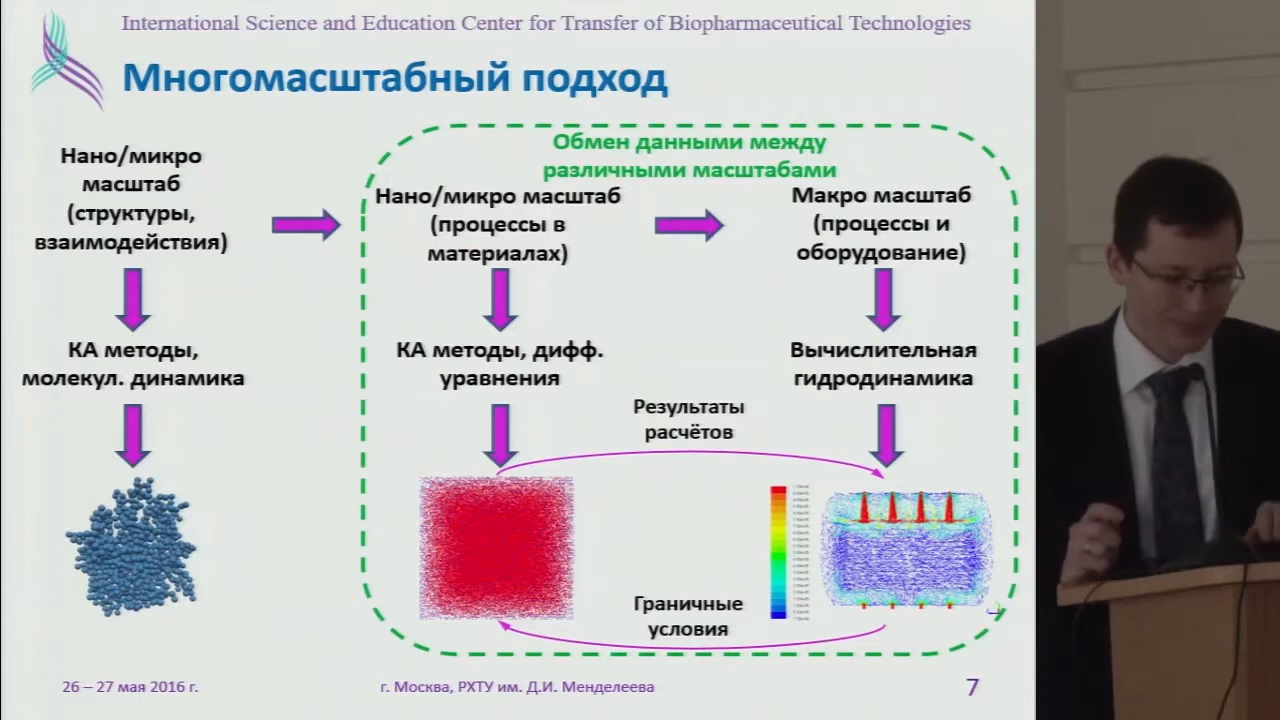 International Science and Education Center for Transfer of Biopharmaceutical Technologies
Многомасштабный подход
Нано/микро
масштаб
(структуры,
взаимодействия)
КА методы,
молекул. динамика
Обмен данными между
различными масштабами
Нано/микро масштаб
(процессы в
материалах)
КА методы, дифф.
уравнения
Макро масштаб
(процессы и
оборудование)
Вычислительная
гидродинамика
Результаты
расчётов
Граничные
условия
26 – 27 мая 2016 г.
г. Москва, РХТУ им. Д.И. Менделеева
7